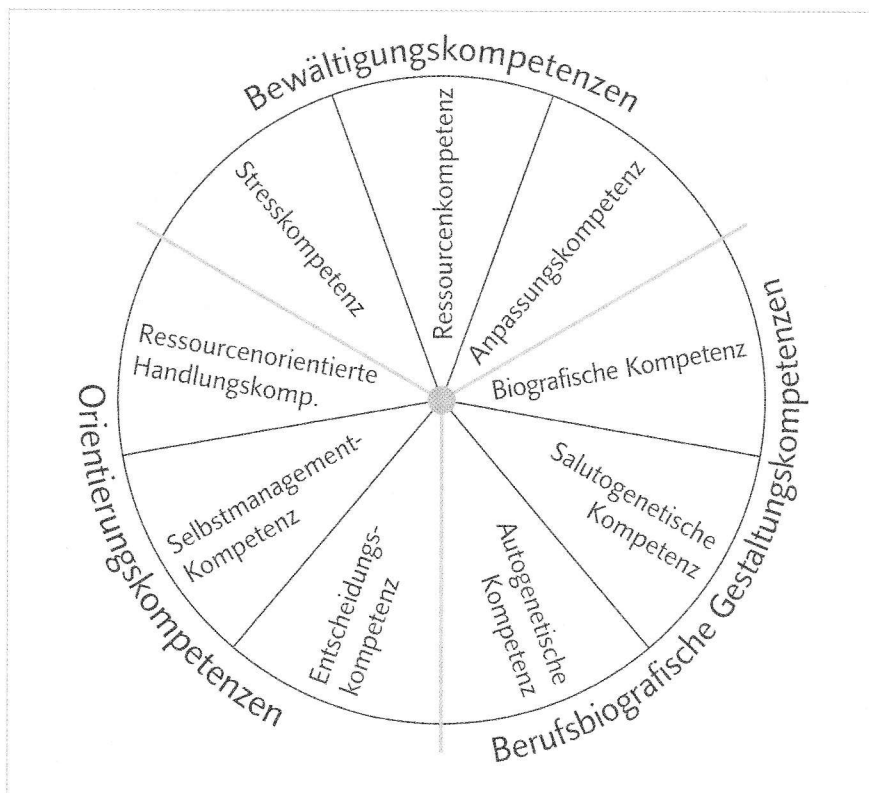 Bewältigungskompetenzen
Stresskompetenz
Ressourcenkompetenz
Anpassungskompetenz
Berufsbiografische Gestaltungskompetenzen
Biografische Kompetenz
Salutogenetische
Kompetenz
Autogenetische
Kompetenz
Orientierungskompetenzen
Entscheidungs-
kompetenz
Selbstmanagement-
Kompetenz
Ressourcenorientierte
Handlungskomp.